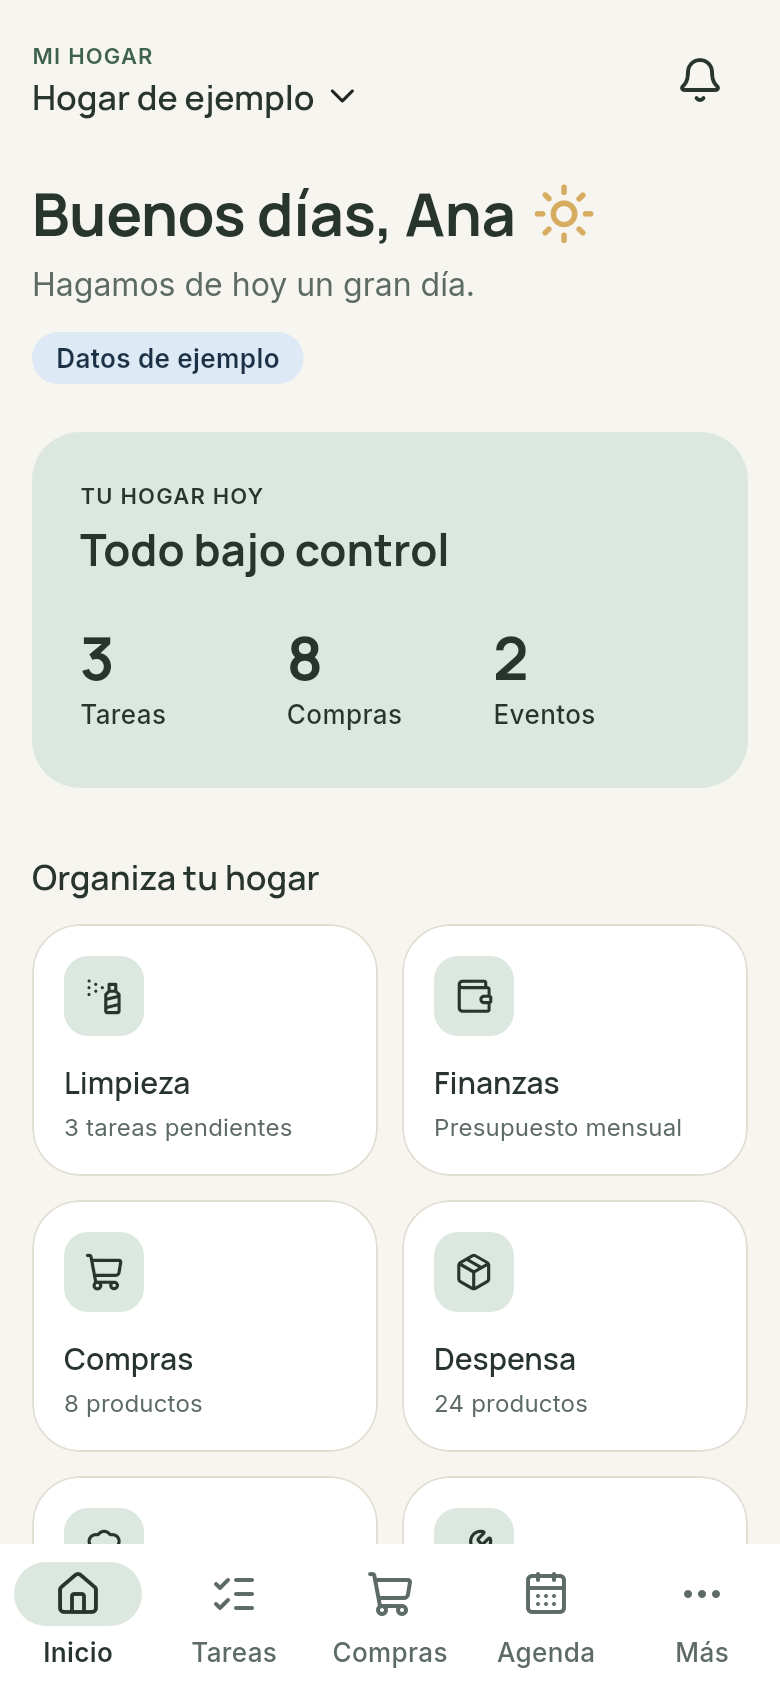 MI HOGAR
Hogar de ejemplo
Buenos días, Ana
Hagamos de hoy un gran día.
Datos de ejemplo
TU HOGAR HOY
Todo bajo control
3 8 2
Tareas Compras Eventos
Organiza tu hogar
Limpieza Finanzas
3 tareas pendientes Presupuesto mensual
Compras Despensa
8 productos 24 productos
Inicio Tareas Compras Agenda Más